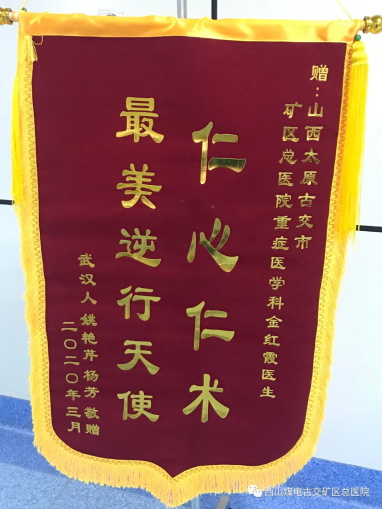 赠：山西太原古交市
矿区总医院重症医学科金红霞医生
仁心仁术
最美逆行天使
武汉人 姚艳芹 杨芳 敬赠
二〇二〇年三月
西山煤电古交矿区总医院